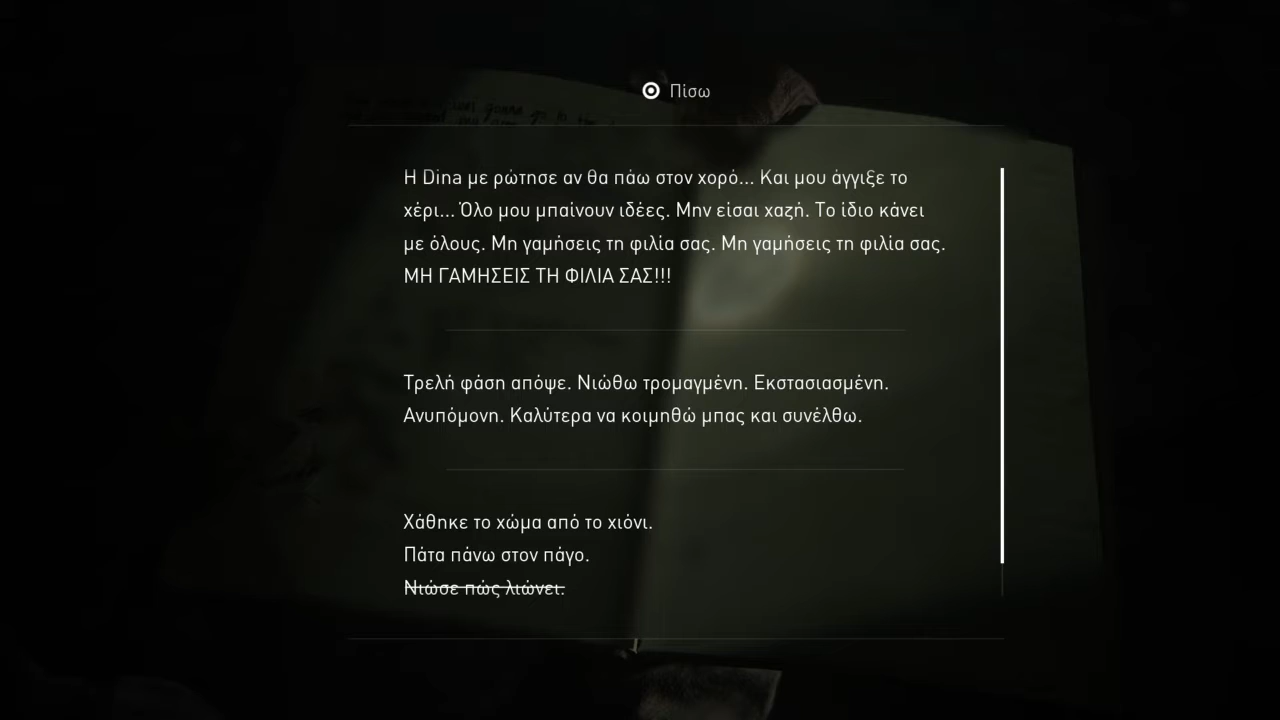 Πίσω
Η Dina με ρώτησε αν θα πάω στον χορό... Και μου άγγιξε το
χέρι... Όλο μου μπαίνουν ιδέες. Μην είσαι χαζή. Το ίδιο κάνει
με όλους. Μη γαμήσεις τη φιλία σας. Μη γαμήσεις τη φιλία σας.
ΜΗ ΓΑΜΗΣΕΙΣ ΤΗ ΦΙΛΙΑ ΣΑΣ!!!
Τρελή φάση απόψε. Νιώθω τρομαγμένη. Εκστασιασμένη.
Ανυπόμονη. Καλύτερα να κοιμηθώ μπας και συνέλθω.
Χάθηκε το χώμα από το χιόνι.
Πάτα πάνω στον πάγο.
Νιώσε πώς λιώνει.